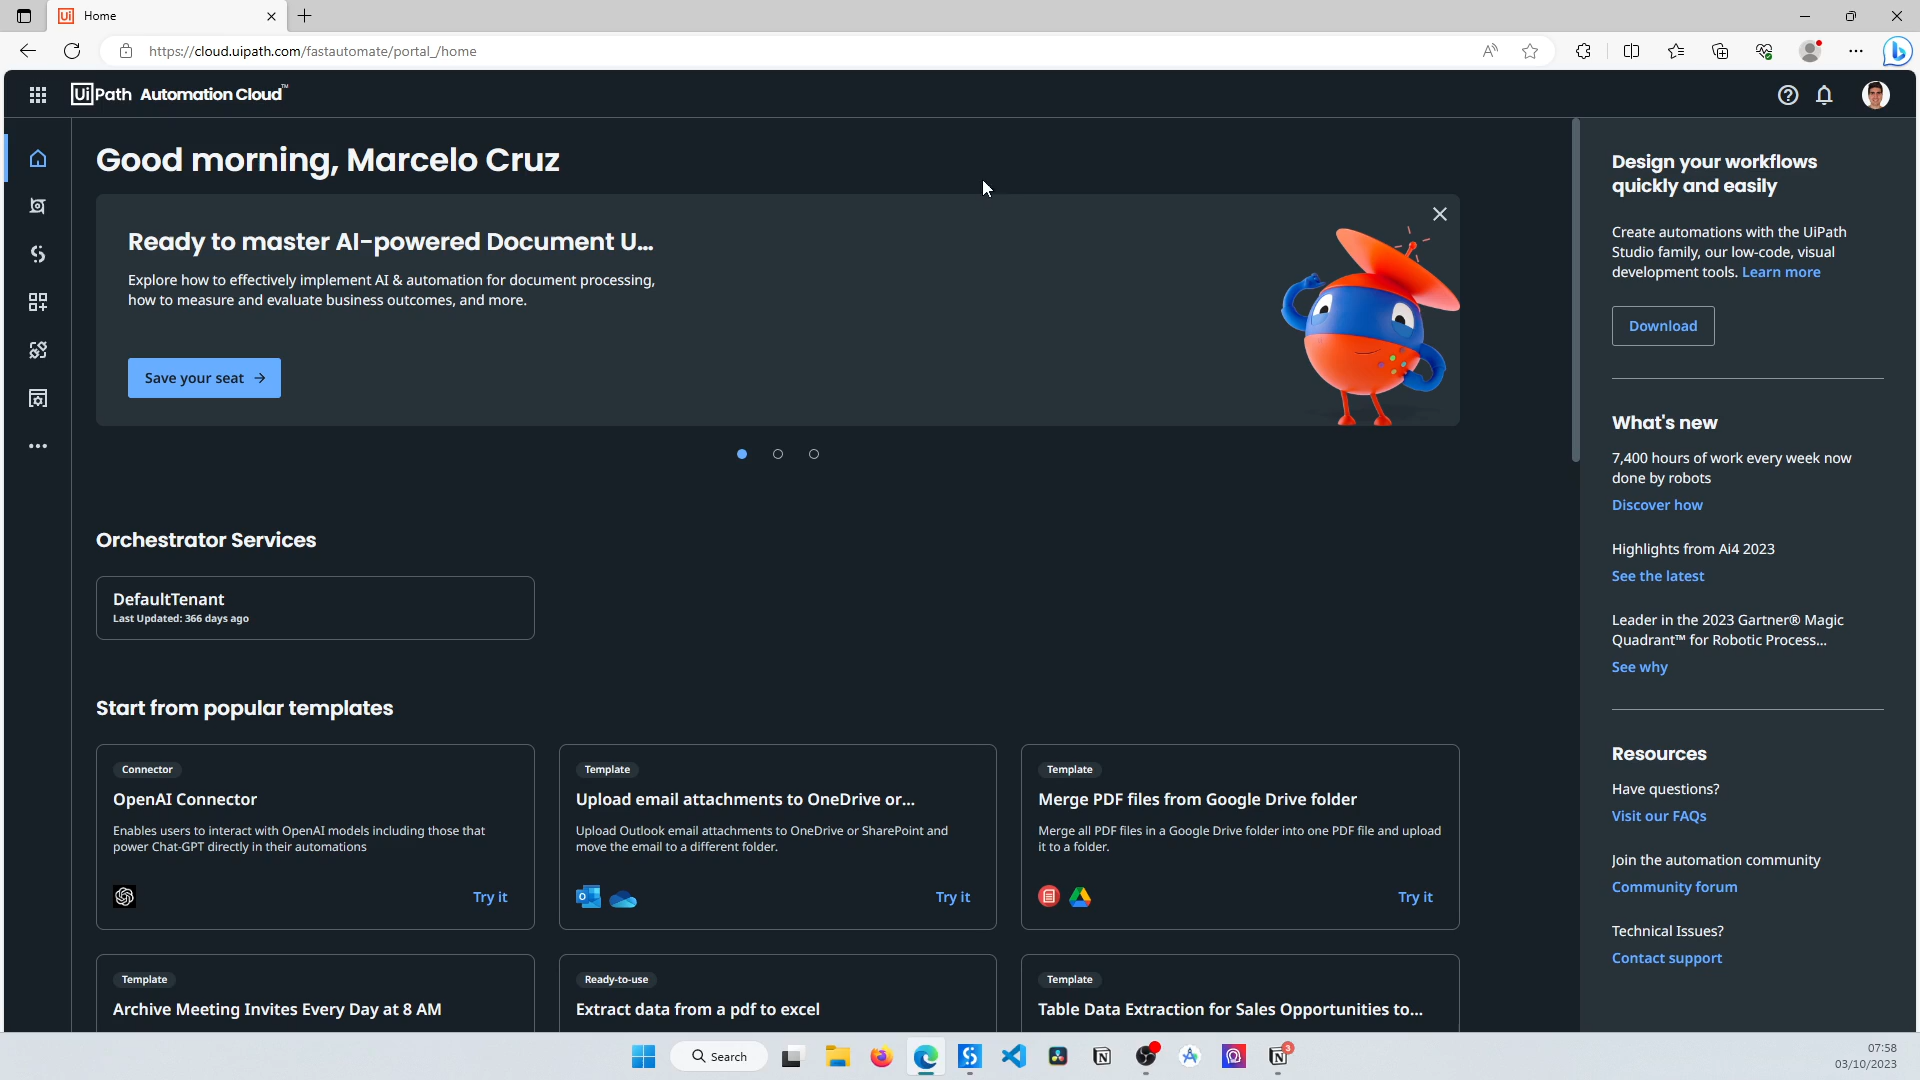 Home
https://cloud.uipath.com/fastautomate/portal_/home
UiPath Automation Cloud™
Good morning, Marcelo Cruz
Ready to master AI-powered Document U...
Explore how to effectively implement AI & automation for document processing,
how to measure and evaluate business outcomes, and more.
Save your seat →
Orchestrator Services
DefaultTenant
Last Updated: 366 days ago
Start from popular templates
Connector
OpenAI Connector
Enables users to interact with OpenAI models including those that
power Chat-GPT directly in their automations
Try it
Template
Upload email attachments to OneDrive or...
Upload Outlook email attachments to OneDrive or SharePoint and
move the email to a different folder.
Try it
Template
Merge PDF files from Google Drive folder
Merge all PDF files in a Google Drive folder into one PDF file and upload
it to a folder.
Try it
Template
Archive Meeting Invites Every Day at 8 AM
Ready-to-use
Extract data from a pdf to excel
Template
Table Data Extraction for Sales Opportunities to...
Design your workflows
quickly and easily
Create automations with the UiPath
Studio family, our low-code, visual
development tools. Learn more
Download
What's new
7,400 hours of work every week now
done by robots
Discover how
Highlights from Ai4 2023
See the latest
Leader in the 2023 Gartner® Magic
Quadrant™ for Robotic Process...
See why
Resources
Have questions?
Visit our FAQs
Join the automation community
Community forum
Technical Issues?
Contact support
Search
3
07:58
03/10/2023